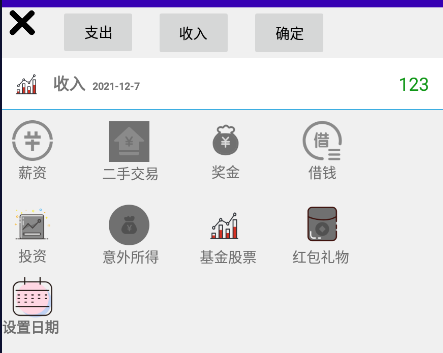 支出 收入 确定
收入 2021-12-7 123
借
薪资 二手交易 奖金 借钱
投资 意外所得 基金股票 红包礼物
设置日期